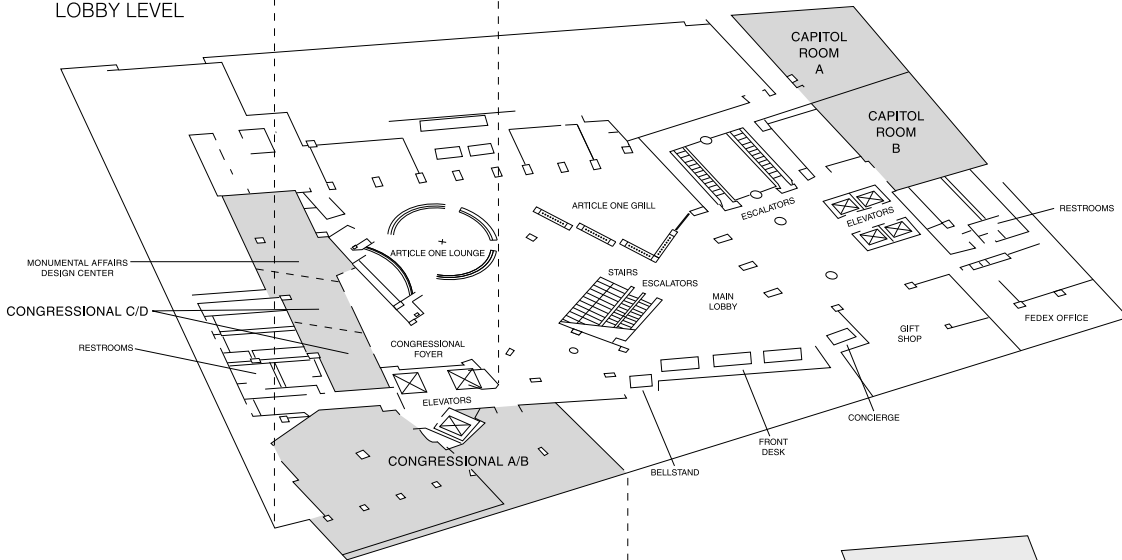 LOBBY LEVEL
CAPITOL
ROOM
A
CAPITOL
ROOM
B
ESCALATORS
ELEVATORS
RESTROOMS
ARTICLE ONE GRILL
ARTICLE ONE LOUNGE
MONUMENTAL AFFAIRS
DESIGN CENTER
STAIRS
ESCALATORS
MAIN
LOBBY
CONGRESSIONAL C/D
FEDEX OFFICE
GIFT
SHOP
RESTROOMS
CONGRESSIONAL
FOYER
ELEVATORS
CONCIERGE
FRONT
DESK
CONGRESSIONAL A/B
BELLSTAND